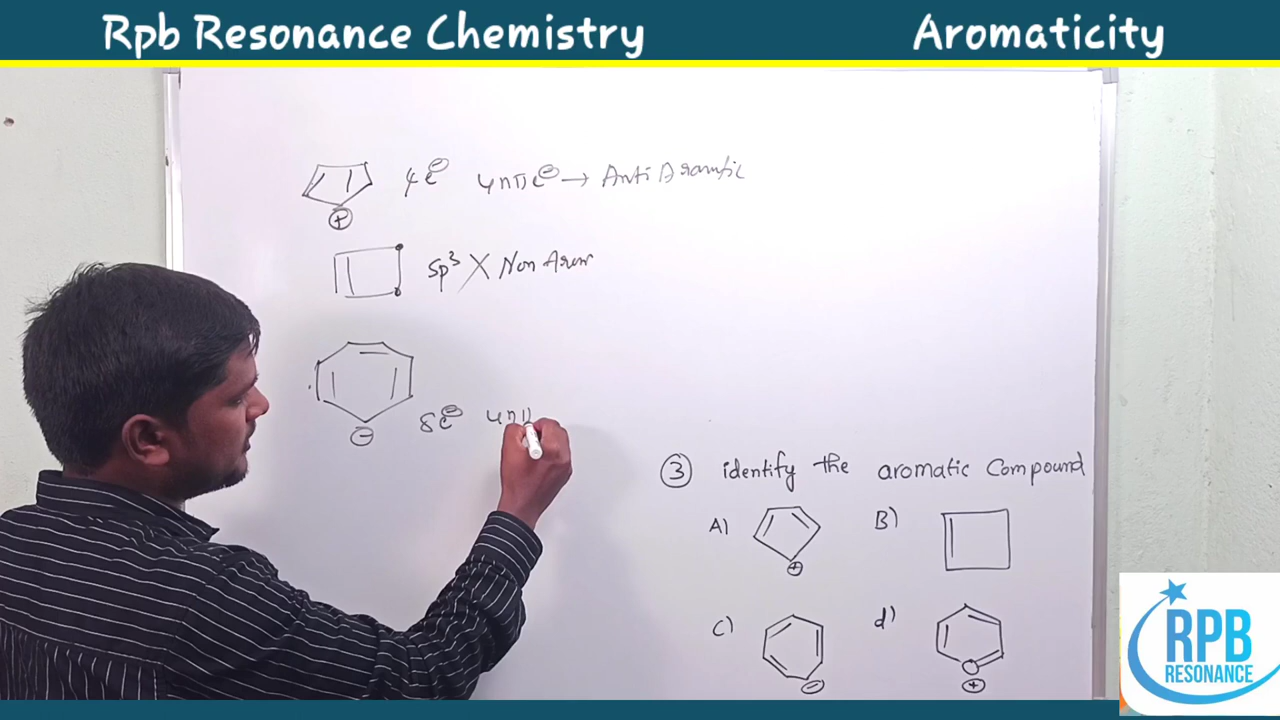 Rpb Resonance Chemistry
Aromaticity
4e⊖ 4nπe⊖ → Anti Aromatic
⊕
sp³ X Non Arom
8e⊖ 4nπ
⊖
③ identify the aromatic Compound
A) B)
⊕
c) d)
⊖ ⊕
RPB
RESONANCE